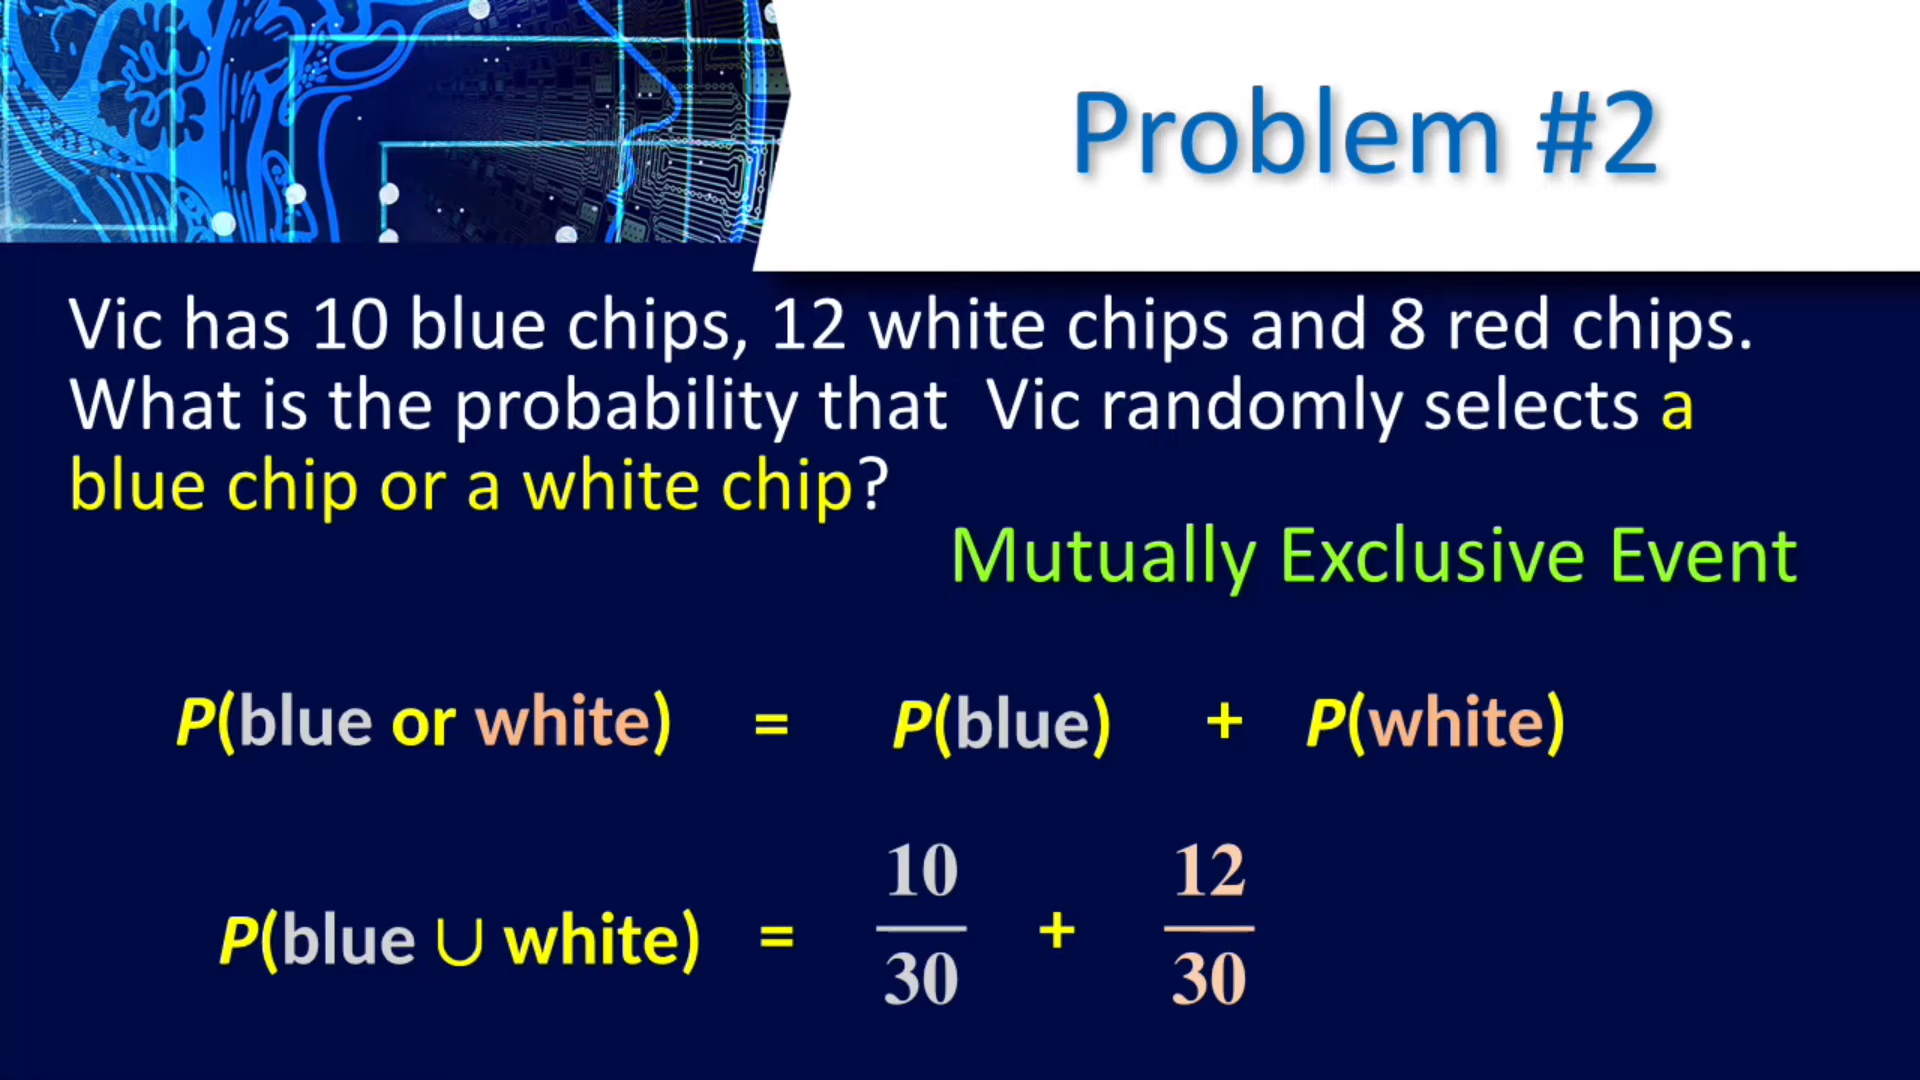 Problem #2
Vic has 10 blue chips, 12 white chips and 8 red chips.
What is the probability that Vic randomly selects a
blue chip or a white chip?
Mutually Exclusive Event
P(blue or white) = P(blue) + P(white)
P(blue ∪ white) = 10/30 + 12/30